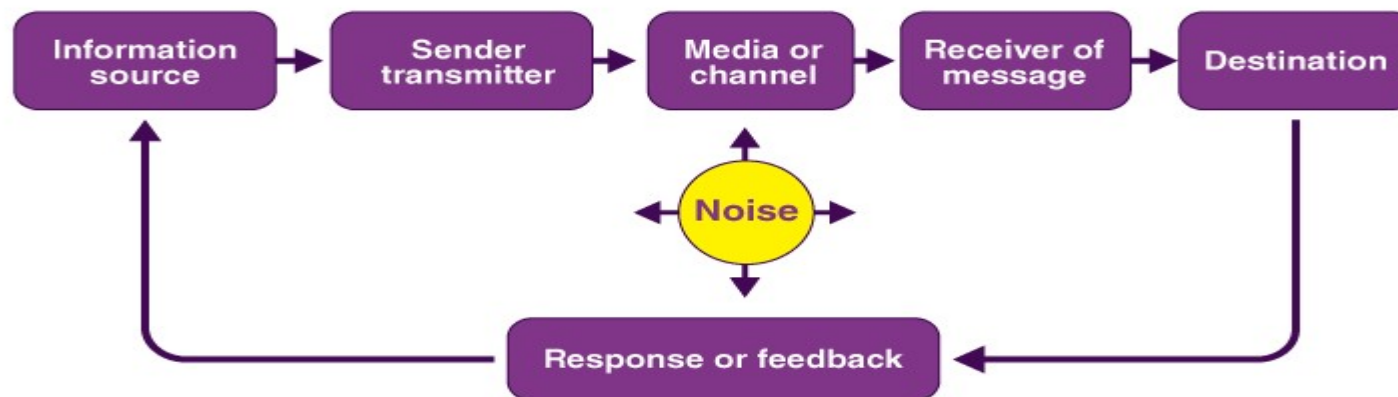 Information
source
Sender
transmitter
Media or
channel
Receiver of
message
Destination
Noise
Response or feedback